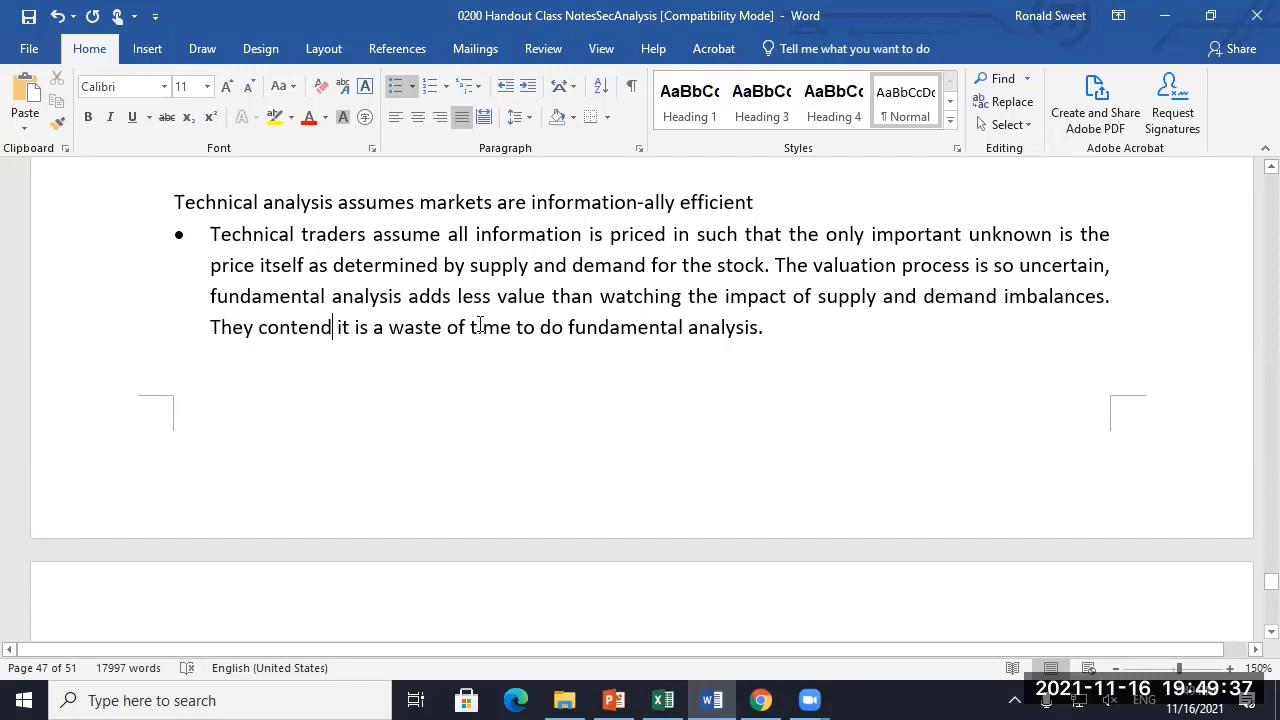 0200 Handout Class NotesSecAnalysis [Compatibility Mode] - Word
Ronald Sweet
File Home Insert Draw Design Layout References Mailings Review View Help Acrobat Tell me what you want to do Share
Paste
Calibri 11
Aa
AaBbCc AaBbCc AaBbCc AaBbCcDc
Heading 1 Heading 3 Heading 4 ¶ Normal
Find
Replace
Select
Create and Share Adobe PDF
Request Signatures
Clipboard Font Paragraph Styles Editing Adobe Acrobat
Technical analysis assumes markets are information-ally efficient
• Technical traders assume all information is priced in such that the only important unknown is the
price itself as determined by supply and demand for the stock. The valuation process is so uncertain,
fundamental analysis adds less value than watching the impact of supply and demand imbalances.
They contend it is a waste of time to do fundamental analysis.
Page 47 of 51 17997 words English (United States) 150%
Type here to search
2021-11-16 19:49:37
ENG
11/16/2021